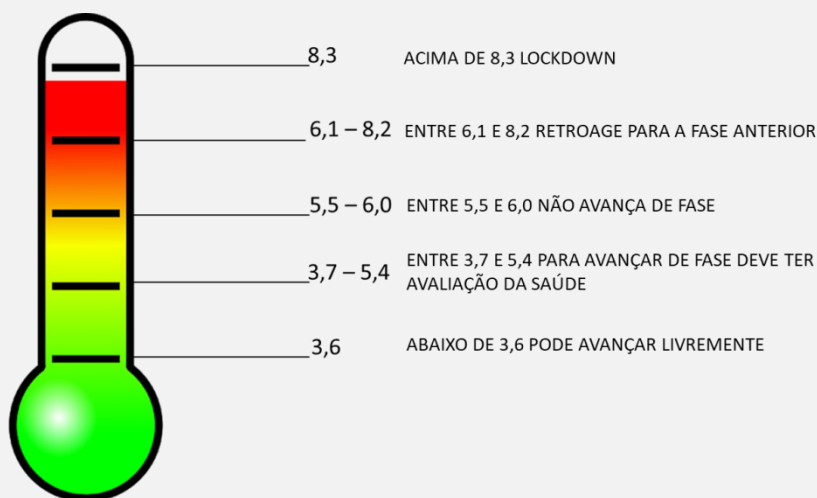 8,3 ACIMA DE 8,3 LOCKDOWN
6,1 – 8,2 ENTRE 6,1 E 8,2 RETROAGE PARA A FASE ANTERIOR
5,5 – 6,0 ENTRE 5,5 E 6,0 NÃO AVANÇA DE FASE
3,7 – 5,4 ENTRE 3,7 E 5,4 PARA AVANÇAR DE FASE DEVE TER
AVALIAÇÃO DA SAÚDE
3,6 ABAIXO DE 3,6 PODE AVANÇAR LIVREMENTE